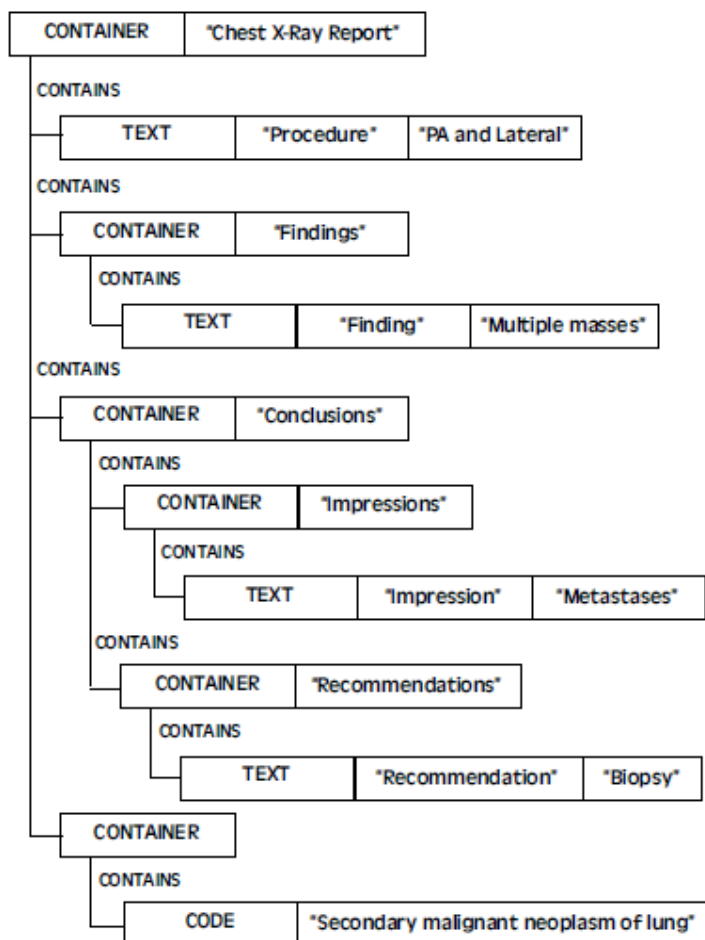 CONTAINER "Chest X-Ray Report"
CONTAINS
TEXT "Procedure" "PA and Lateral"
CONTAINS
CONTAINER "Findings"
CONTAINS
TEXT "Finding" "Multiple masses"
CONTAINS
CONTAINER "Conclusions"
CONTAINS
CONTAINER "Impressions"
CONTAINS
TEXT "Impression" "Metastases"
CONTAINS
CONTAINER "Recommendations"
CONTAINS
TEXT "Recommendation" "Biopsy"
CONTAINER
CONTAINS
CODE "Secondary malignant neoplasm of lung"